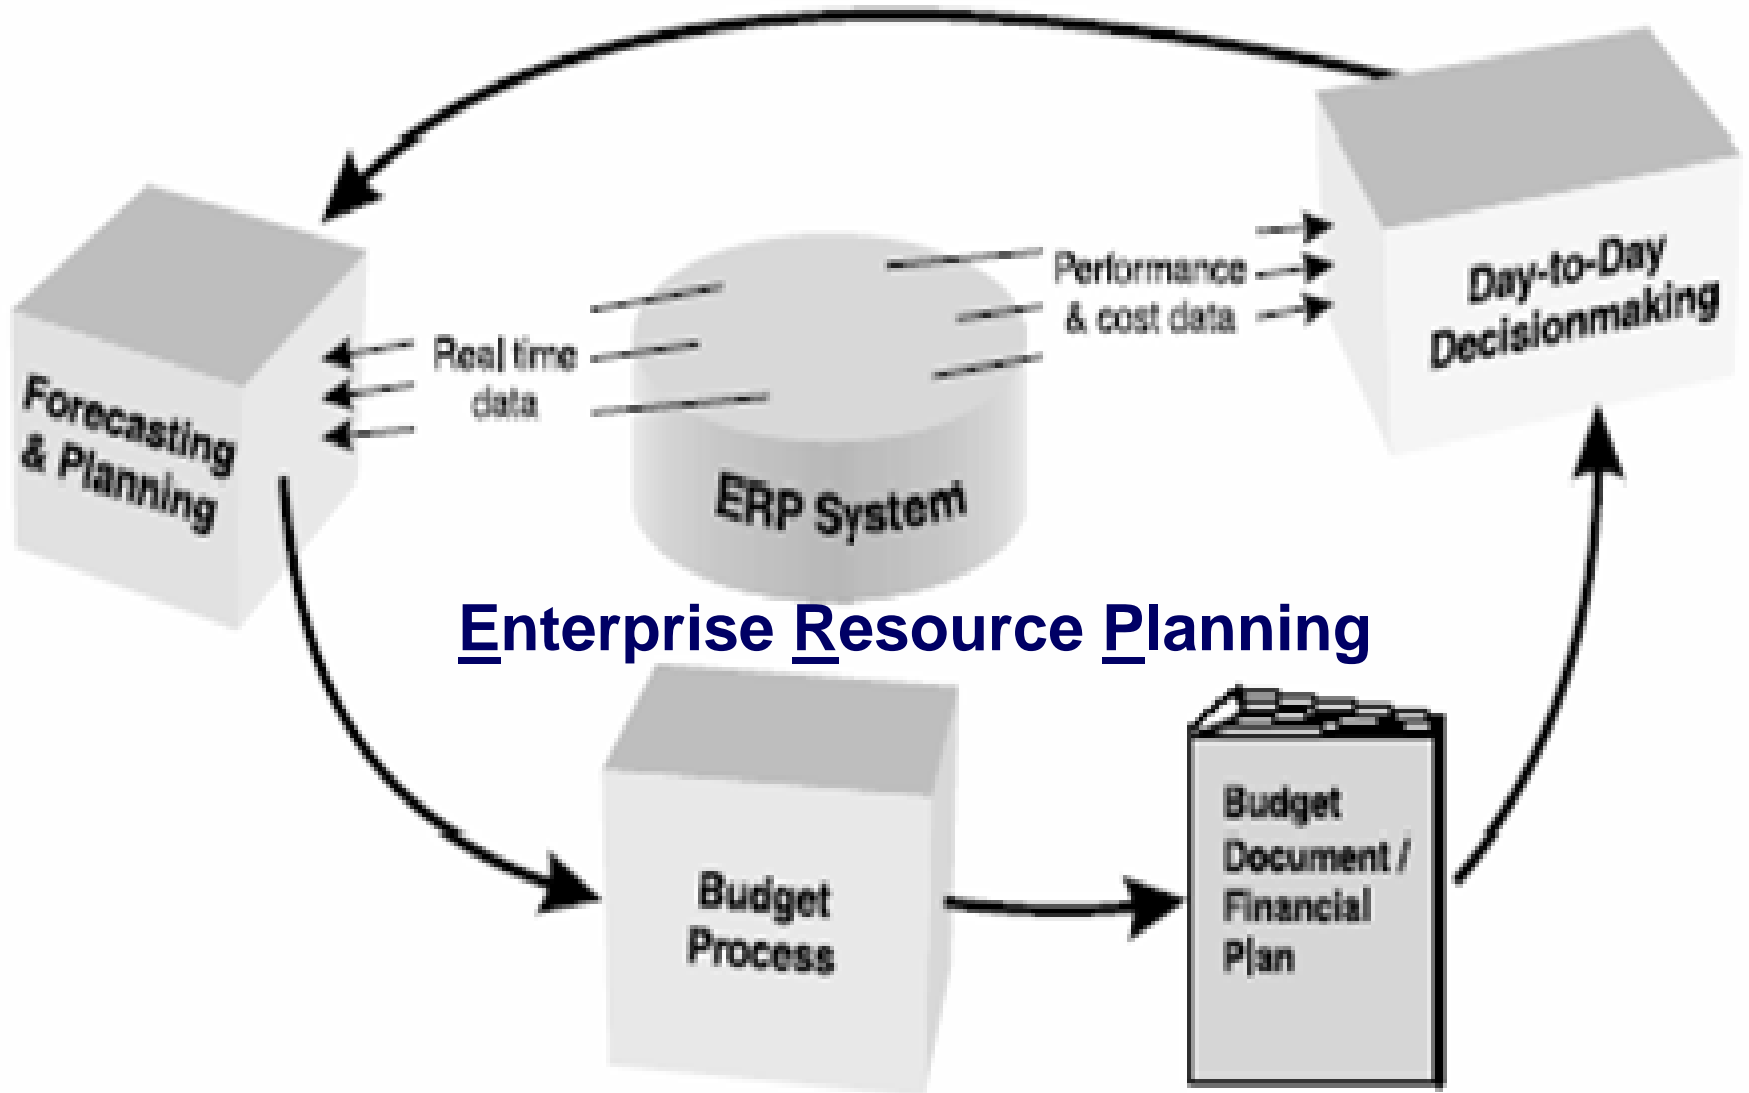 Day-to-Day
Decisionmaking
Performance
& cost data
Real time
data
Forecasting
& Planning
ERP System
Enterprise Resource Planning
Budget
Process
Budget
Document /
Financial
Plan